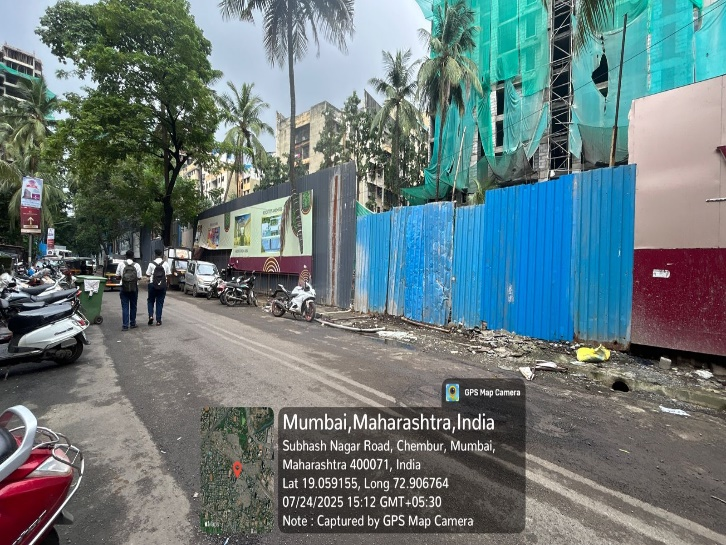 GPS Map Camera
Mumbai,Maharashtra,India
Subhash Nagar Road, Chembur, Mumbai,
Maharashtra 400071, India
Lat 19.059155, Long 72.906764
07/24/2025 15:12 GMT+05:30
Note : Captured by GPS Map Camera